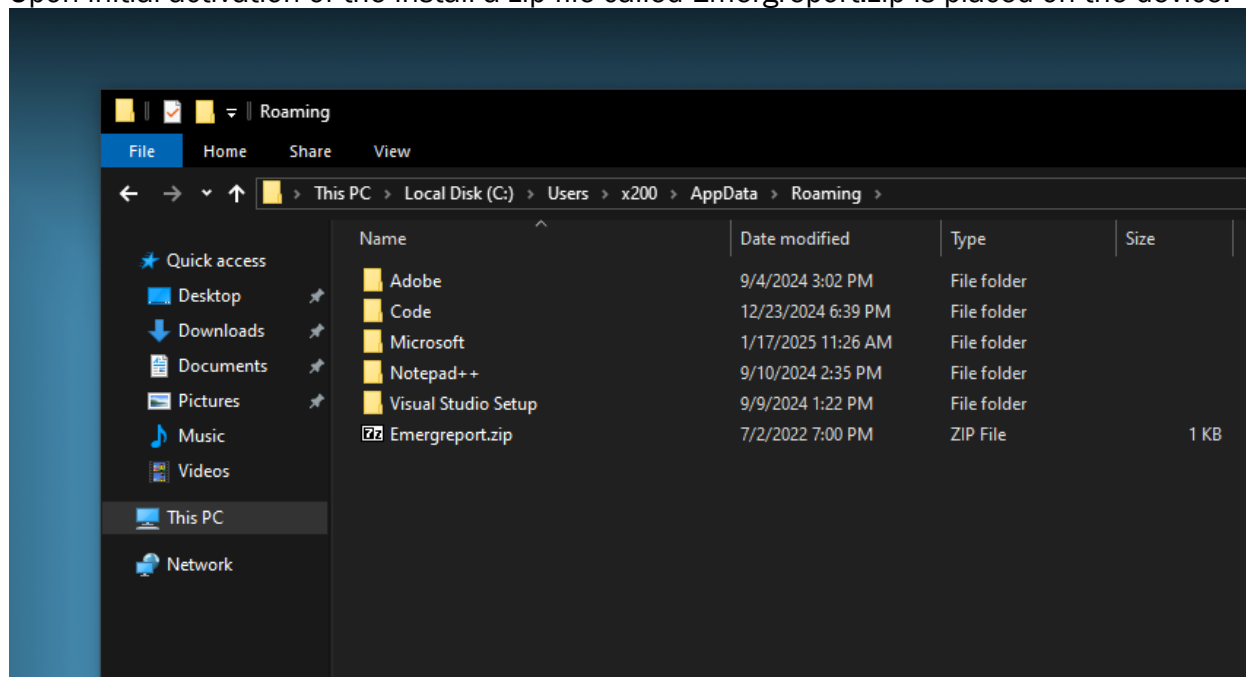 Upon initial activation of the install a zip file called Emergreport.zip is placed on the device.
Roaming
File Home Share View
This PC > Local Disk (C:) > Users > x200 > AppData > Roaming >
Name Date modified Type Size
Quick access
Desktop
Downloads
Documents
Pictures
Music
Videos
This PC
Network
Adobe 9/4/2024 3:02 PM File folder
Code 12/23/2024 6:39 PM File folder
Microsoft 1/17/2025 11:26 AM File folder
Notepad++ 9/10/2024 2:35 PM File folder
Visual Studio Setup 9/9/2024 1:22 PM File folder
7z Emergreport.zip 7/2/2022 7:00 PM ZIP File 1 KB